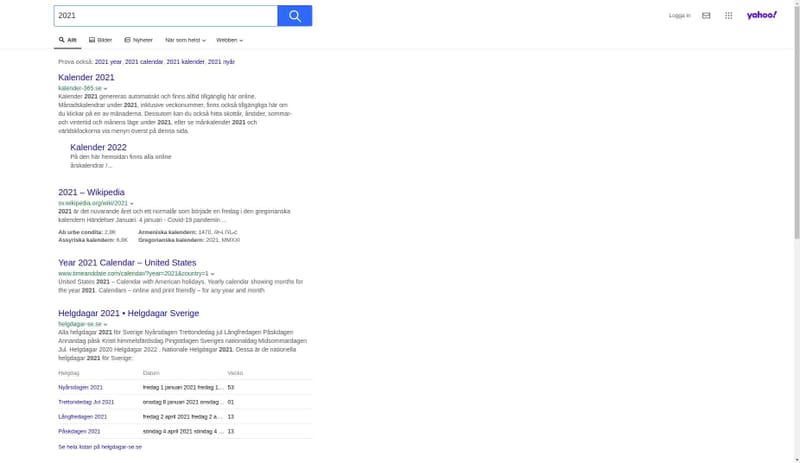 2021
Logga in
yahoo!
Allt Bilder Nyheter När som helst Webben
Prova också: 2021 year, 2021 calendar, 2021 kalender, 2021 nyår
Kalender 2021
kalender-365.se
Kalender 2021 genereras automatiskt och finns alltid tillgänglig här online.
Månadskalendrar under 2021, inklusive veckonummer, finns också tillgängliga här om
du klickar på en av månaderna. Dessutom kan du också hitta skottår, årstider, sommar-
och vintertid och månens läge under 2021, eller se månkalender 2021 och
världsklockorna via menyn överst på denna sida.
Kalender 2022
På den här hemsidan finns alla online
årskalendrar /...
2021 – Wikipedia
sv.wikipedia.org/wiki/2021
2021 är det nuvarande året och ett normalår som började en fredag i den gregorianska
kalendern Händelser Januari. 4 januari - Covid-19 pandemin:...
Ab urbe condita: 2,8K Armeniska kalendern: 1470,
Assyriska kalendern: 6,8K Gregorianska kalendern: 2021, MMXXI
Year 2021 Calendar – United States
www.timeanddate.com/calendar/?year=2021&country=1
United States 2021 – Calendar with American holidays. Yearly calendar showing months for
the year 2021. Calendars – online and print friendly – for any year and month
Helgdagar 2021 • Helgdagar Sverige
helgdagar-se.se
Alla helgdagar 2021 för Sverige Nyårsdagen Trettondedag jul Långfredagen Påskdagen
Annandag påsk Kristi himmelsfärdsdag Pingstdagen Sveriges nationaldag Midsommardagen
Jul. Helgdagar 2020 Helgdagar 2022 . Nationale Helgdagar 2021. Dessa är de nationella
helgdagar 2021 för Sverige:
Helgdag Datum Vecka
Nyårsdagen 2021 fredag 1 januari 2021 fredag 1... 53
Trettondedag Jul 2021 onsdag 6 januari 2021 onsdag ... 01
Långfredagen 2021 fredag 2 april 2021 fredag 2 a... 13
Påskdagen 2021 söndag 4 april 2021 söndag 4 ... 13
Se hela listan på helgdagar-se.se